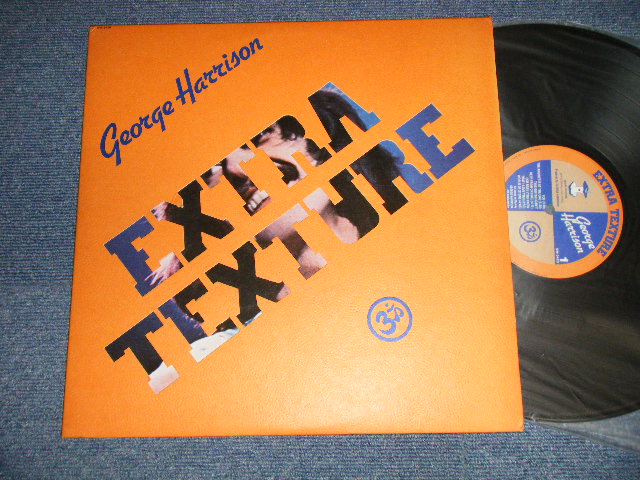 George Harrison
EXTRA
TEXTURE
ॐ
EXTRA TEXTURE
George
Harrison
1
ॐ